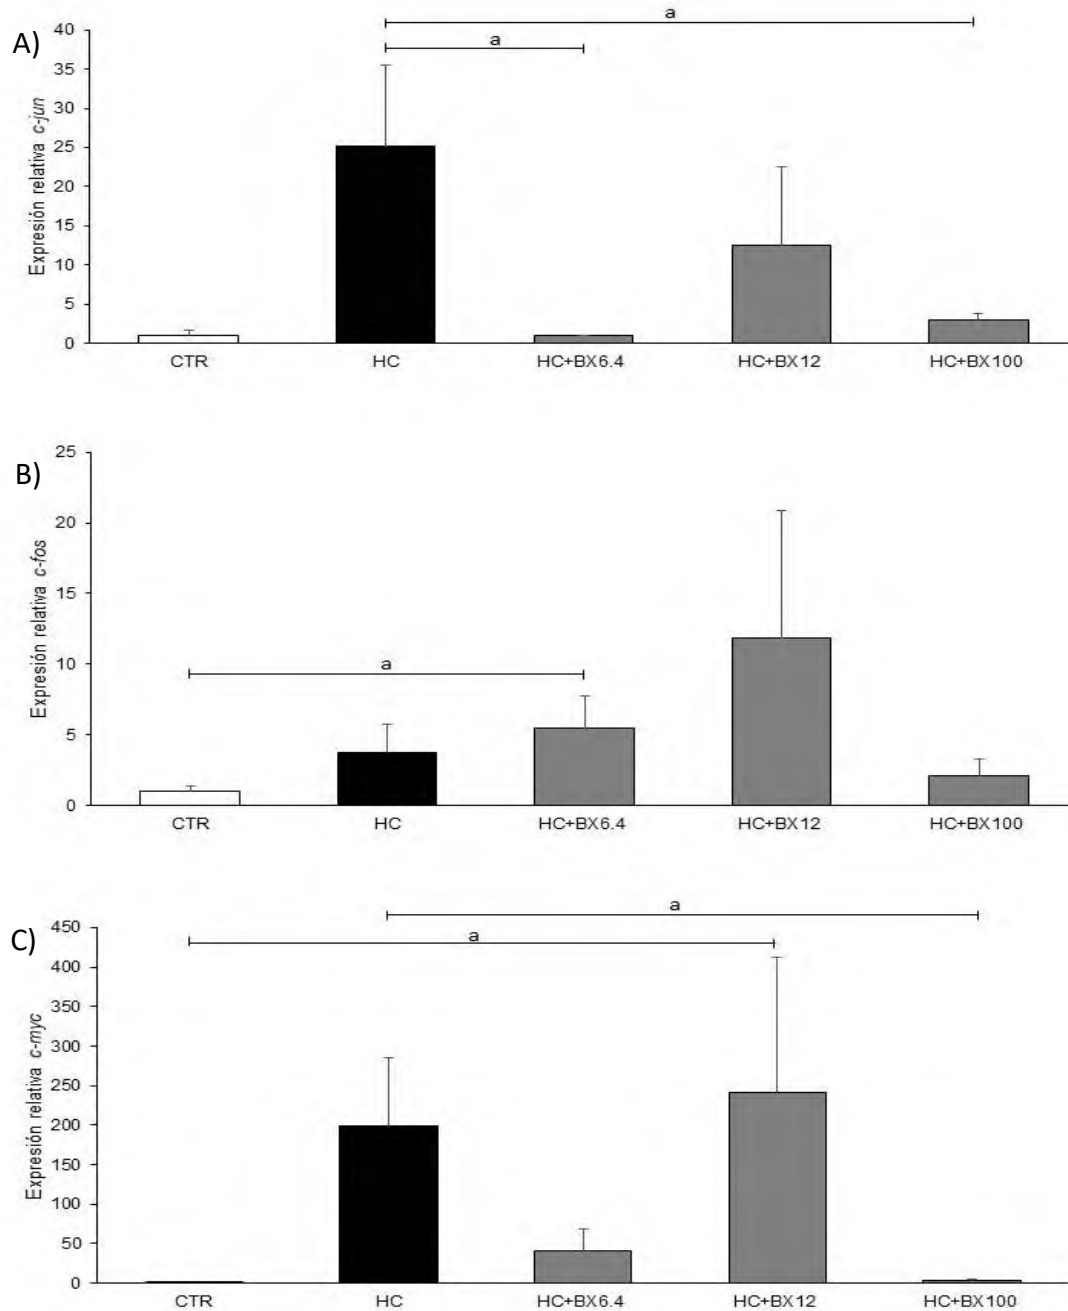 A)
Expresión relativa c-jun
a
a
40
35
30
25
20
15
10
5
0
CTR HC HC+BX6.4 HC+BX12 HC+BX100
B)
Expresión relativa c-fos
a
25
20
15
10
5
0
CTR HC HC+BX6.4 HC+BX12 HC+BX100
C)
Expresión relativa c-myc
a
a
450
400
350
300
250
200
150
100
50
0
CTR HC HC+BX6.4 HC+BX12 HC+BX100